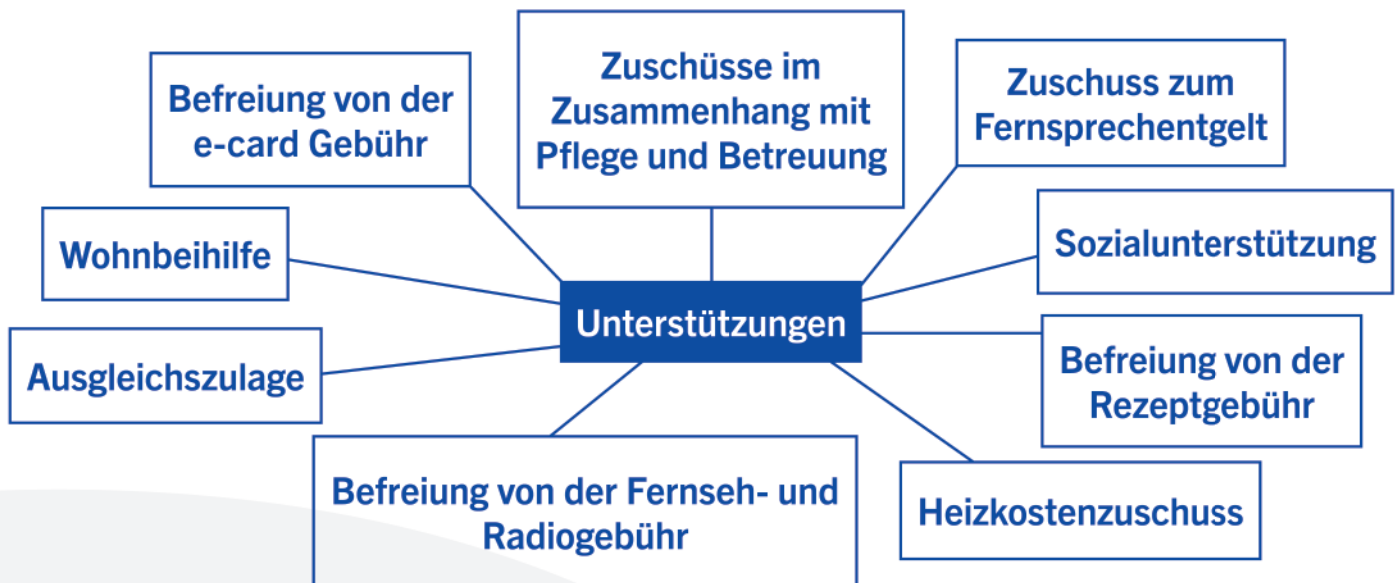 Zuschüsse im
Zusammenhang mit
Pflege und Betreuung
Befreiung von der
e-card Gebühr
Zuschuss zum
Fernsprechentgelt
Wohnbeihilfe
Sozialunterstützung
Unterstützungen
Ausgleichszulage
Befreiung von der
Rezeptgebühr
Befreiung von der Fernseh- und
Radiogebühr
Heizkostenzuschuss